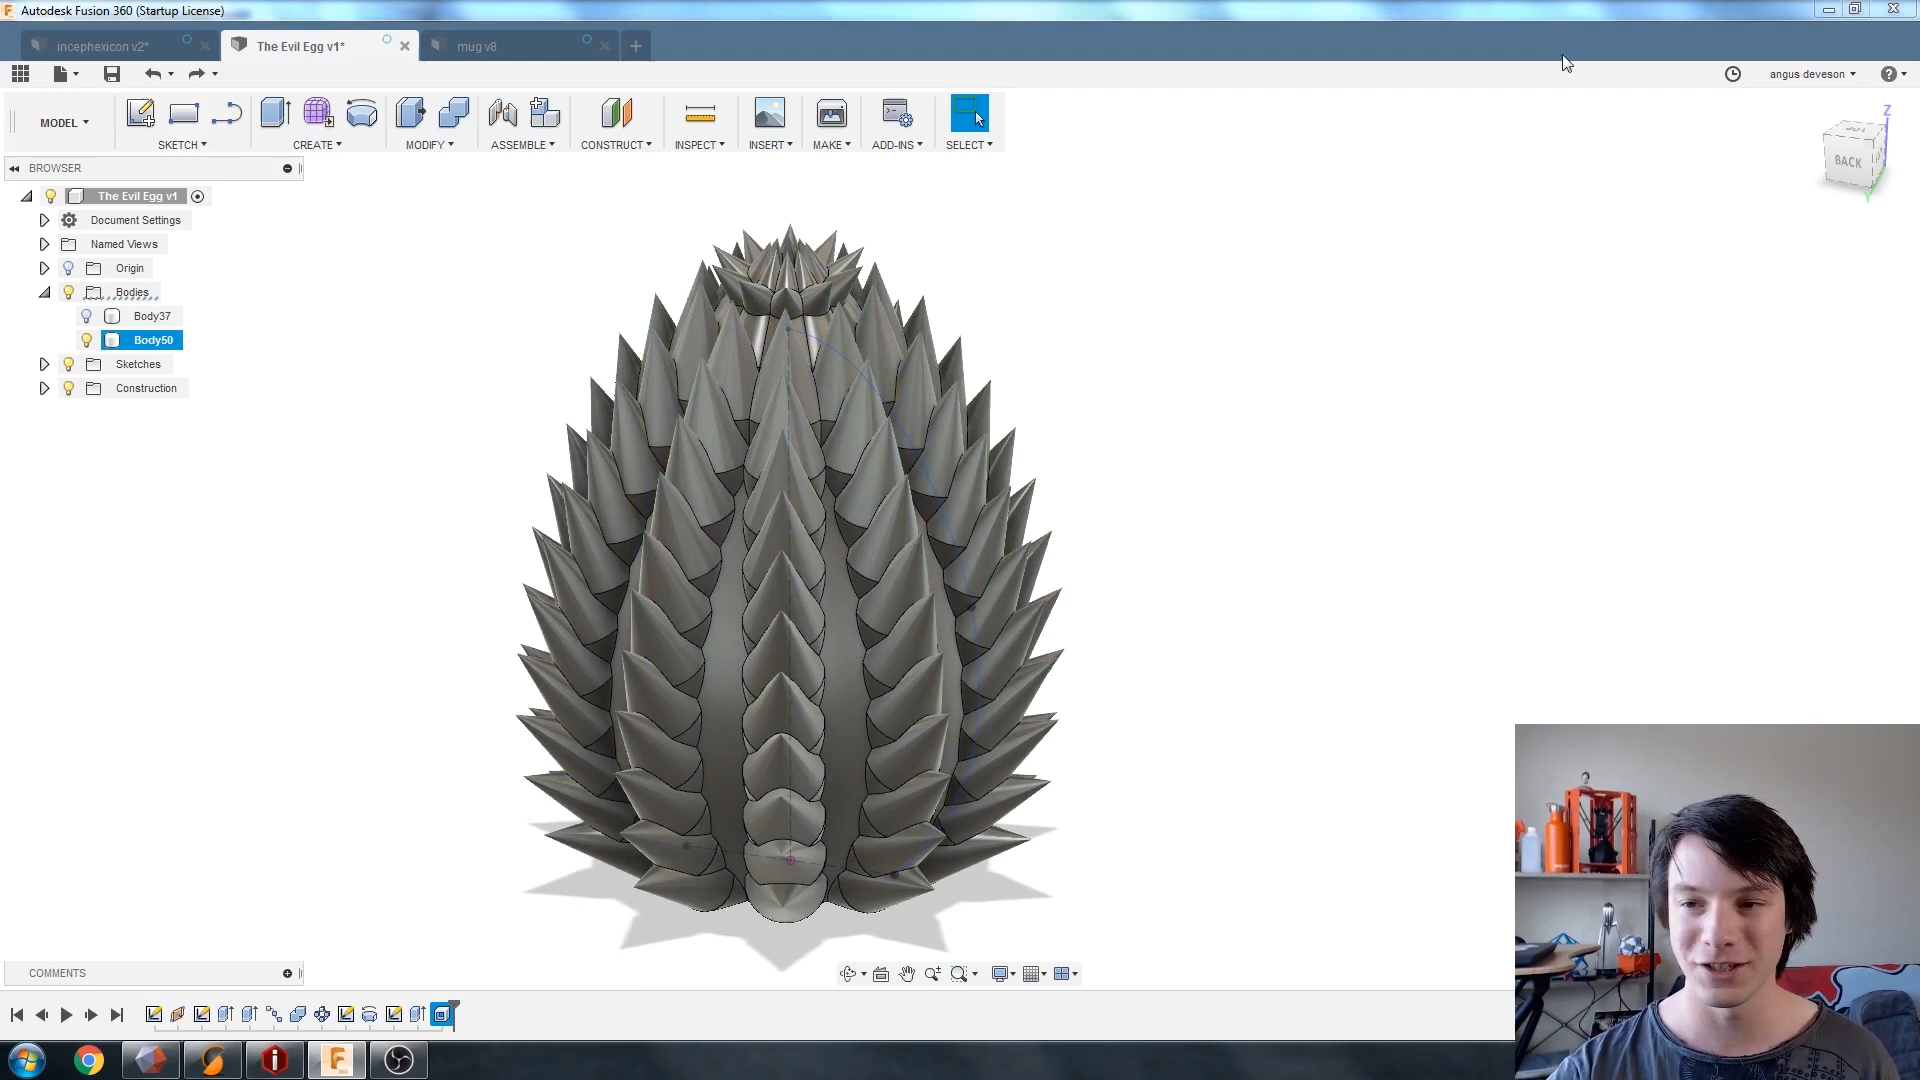 Autodesk Fusion 360 (Startup License)
incephexicon v2*
The Evil Egg v1*
mug v8
angus deveson
MODEL
SKETCH
CREATE
MODIFY
ASSEMBLE
CONSTRUCT
INSPECT
INSERT
MAKE
ADD-INS
SELECT
Z
TOP
BACK
Y
BROWSER
The Evil Egg v1
Document Settings
Named Views
Origin
Bodies
Body37
Body50
Sketches
Construction
COMMENTS